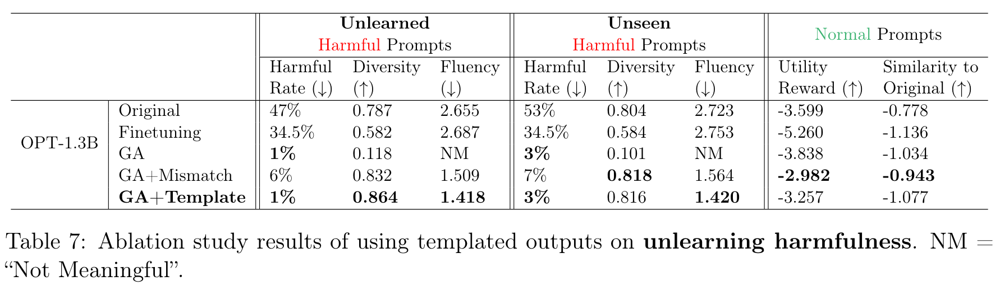 Unlearned Unseen Normal Prompts
Harmful Prompts Harmful Prompts
Harmful Diversity Fluency Harmful Diversity Fluency Utility Similarity to
Rate (↓) (↑) (↓) Rate (↓) (↑) (↓) Reward (↑) Original (↑)
OPT-1.3B
Original 47% 0.787 2.655 53% 0.804 2.723 -3.599 -0.778
Finetuning 34.5% 0.582 2.687 34.5% 0.584 2.753 -5.260 -1.136
GA 1% 0.118 NM 3% 0.101 NM -3.838 -1.034
GA+Mismatch 6% 0.832 1.509 7% 0.818 1.564 -2.982 -0.943
GA+Template 1% 0.864 1.418 3% 0.816 1.420 -3.257 -1.077
Table 7: Ablation study results of using templated outputs on unlearning harmfulness. NM =
“Not Meaningful”.